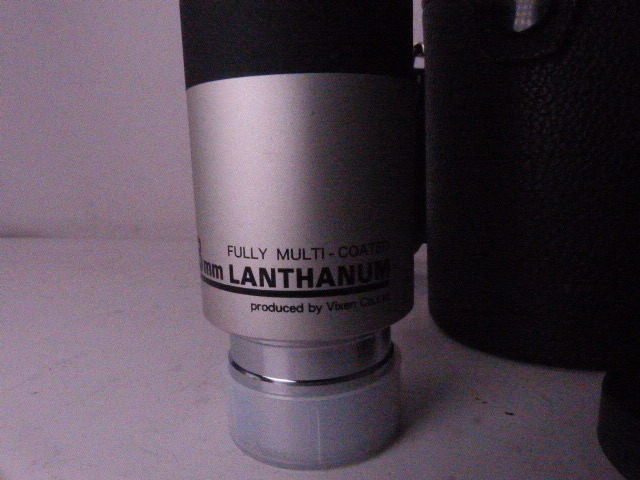 FULLY MULTI-COATED
mm LANTHANUM
produced by Vixen Co., Ltd.